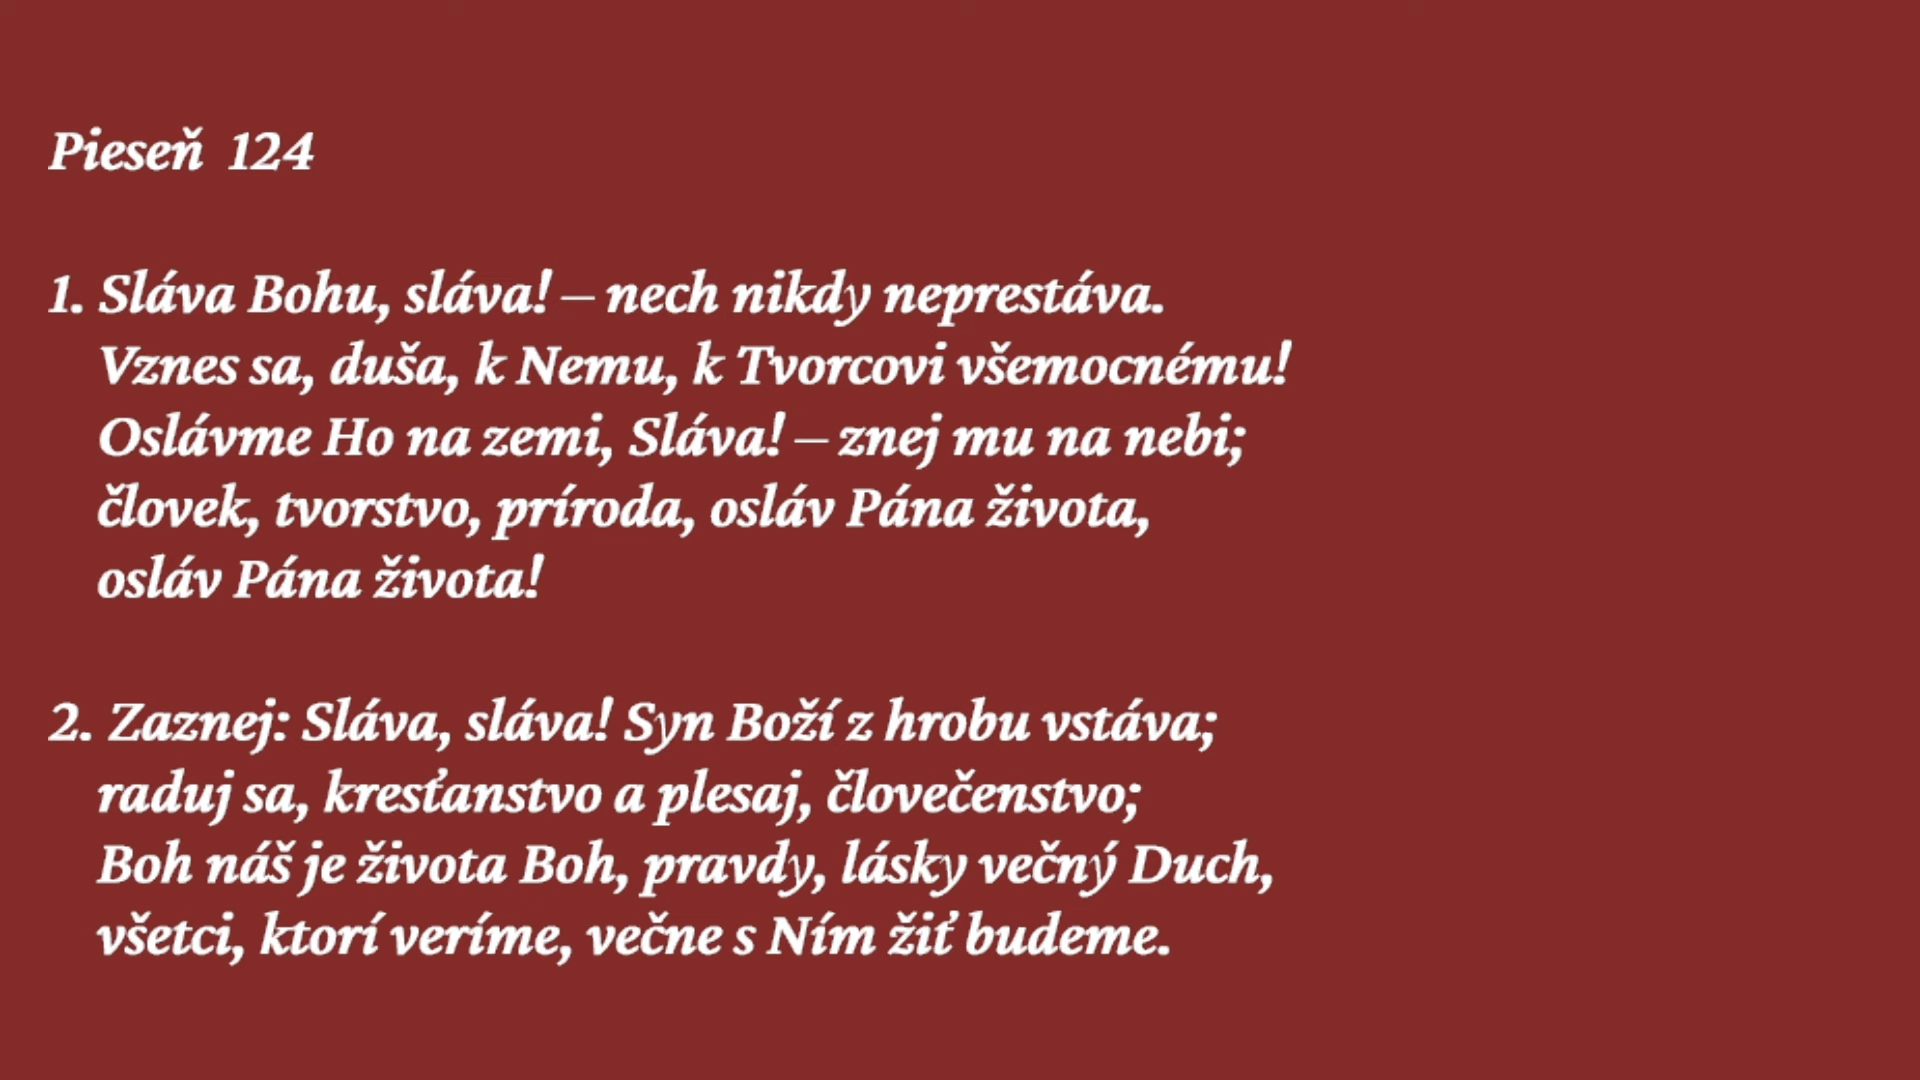 Pieseň 124
1. Sláva Bohu, sláva! – nech nikdy neprestáva.
Vznes sa, duša, k Nemu, k Tvorcovi všemocnému!
Oslávme Ho na zemi, Sláva! – znej mu na nebi;
človek, tvorstvo, príroda, osláv Pána života,
osláv Pána života!
2. Zaznej: Sláva, sláva! Syn Boží z hrobu vstáva;
raduj sa, kresťanstvo a plesaj, človečenstvo;
Boh náš je života Boh, pravdy, lásky večný Duch,
všetci, ktorí veríme, večne s Ním žiť budeme.